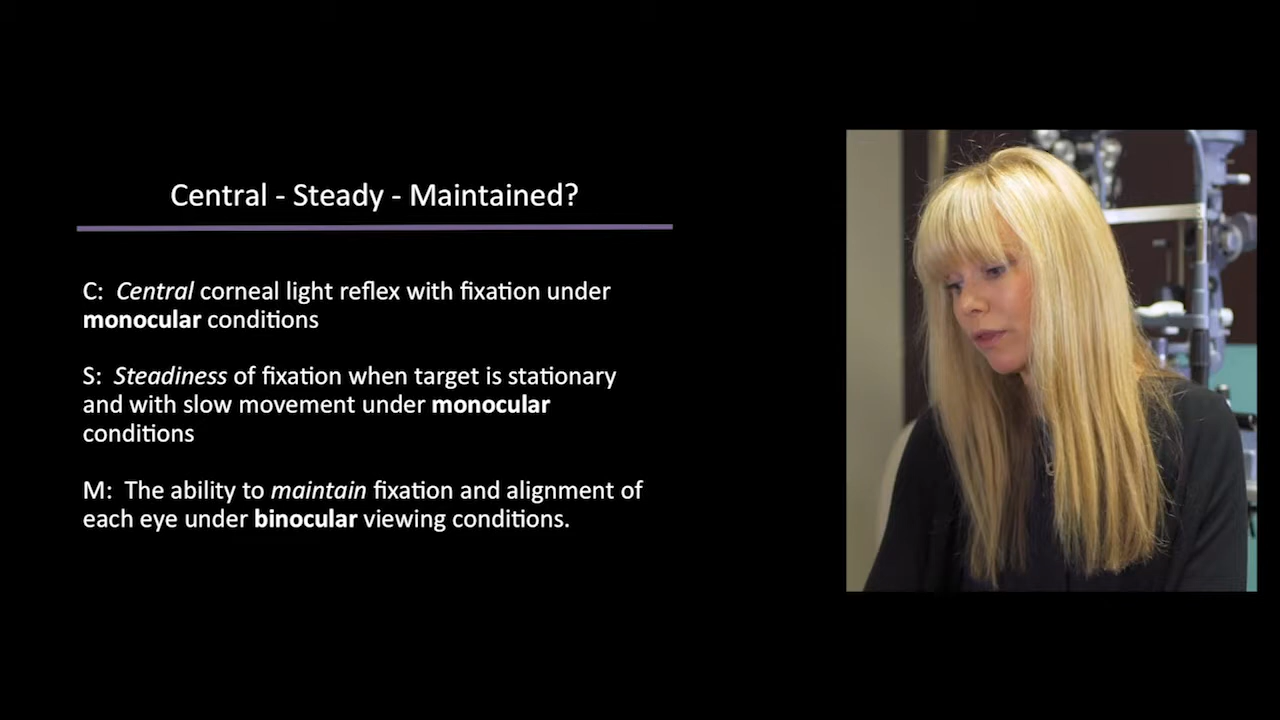 Central - Steady - Maintained?
C: Central corneal light reflex with fixation under
monocular conditions
S: Steadiness of fixation when target is stationary
and with slow movement under monocular
conditions
M: The ability to maintain fixation and alignment of
each eye under binocular viewing conditions.